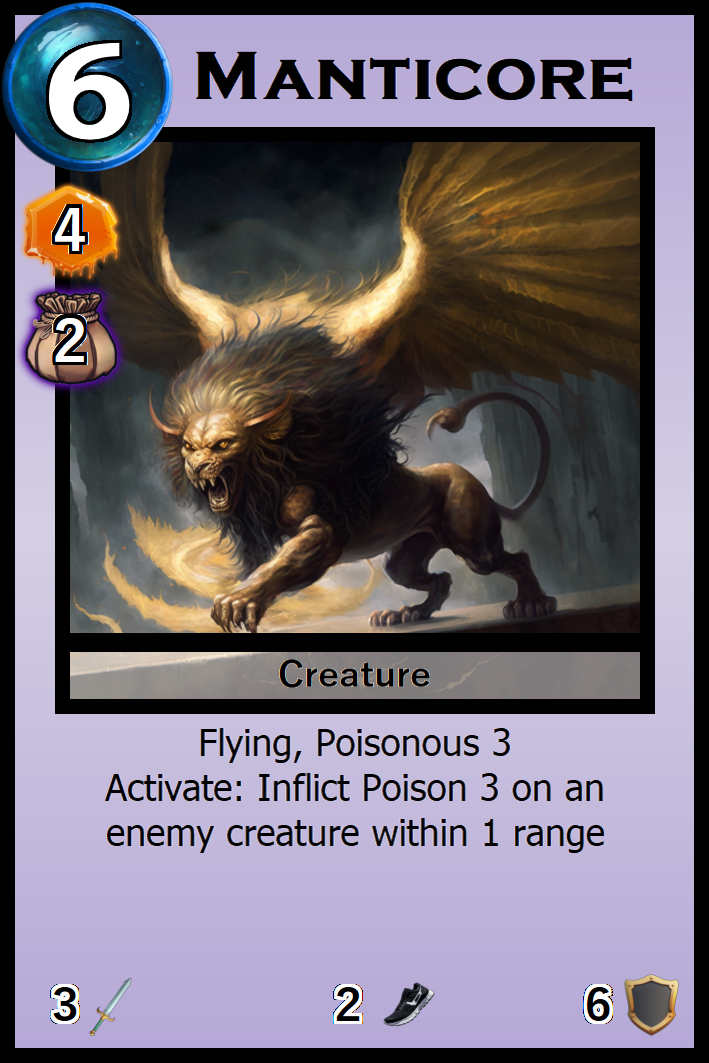 6
Manticore
4
2
Creature
Flying, Poisonous 3
Activate: Inflict Poison 3 on an
enemy creature within 1 range
3
2
6